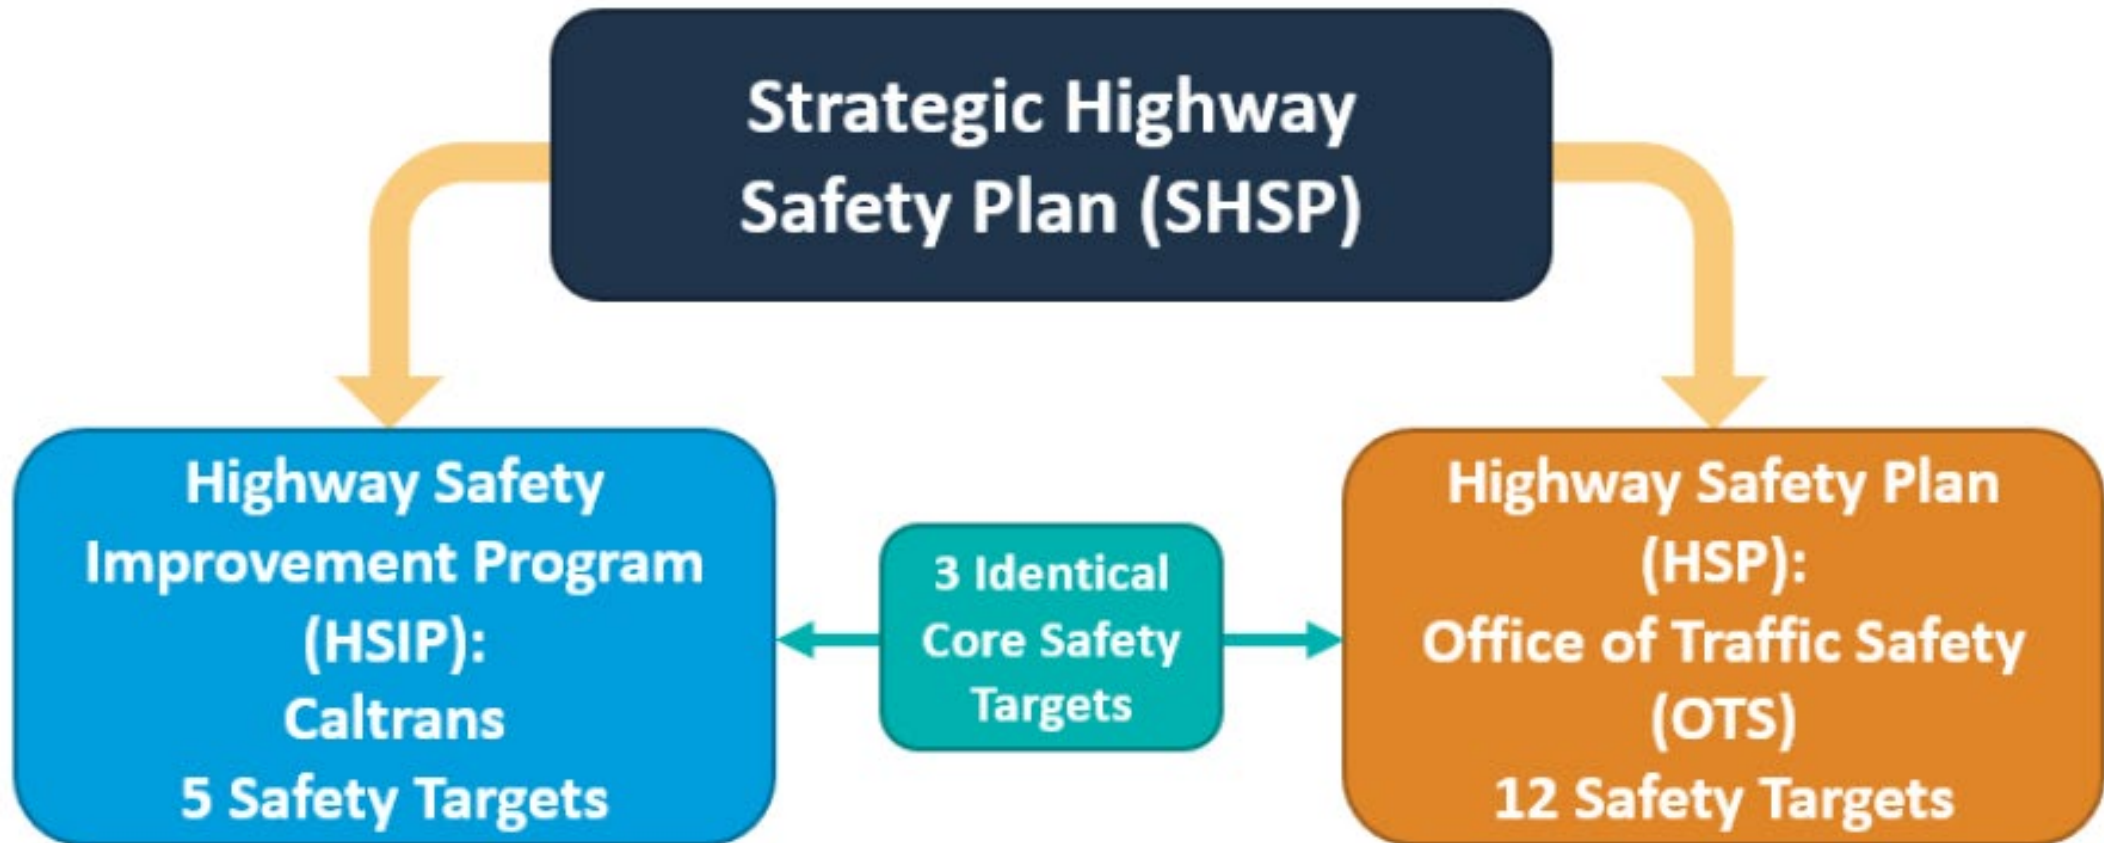 Strategic Highway
Safety Plan (SHSP)
Highway Safety
Improvement Program
(HSIP):
Caltrans
5 Safety Targets
3 Identical
Core Safety
Targets
Highway Safety Plan
(HSP):
Office of Traffic Safety
(OTS)
12 Safety Targets